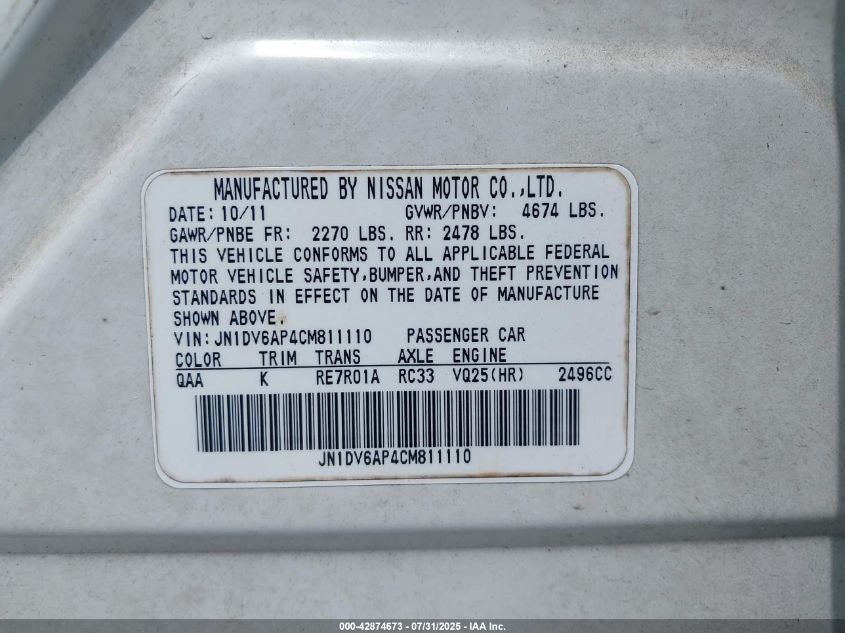 MANUFACTURED BY NISSAN MOTOR CO.,LTD.
DATE: 10/11 GVWR/PNBV: 4674 LBS.
GAWR/PNBE FR: 2270 LBS. RR: 2478 LBS.
THIS VEHICLE CONFORMS TO ALL APPLICABLE FEDERAL
MOTOR VEHICLE SAFETY,BUMPER,AND THEFT PREVENTION
STANDARDS IN EFFECT ON THE DATE OF MANUFACTURE
SHOWN ABOVE.
VIN:JN1DV6AP4CM811110 PASSENGER CAR
COLOR TRIM TRANS AXLE ENGINE
QAA K RE7R01A RC33 VQ25(HR) 2496CC
JN1DV6AP4CM811110
000-42874673 - 07/31/2025 - IAA Inc.